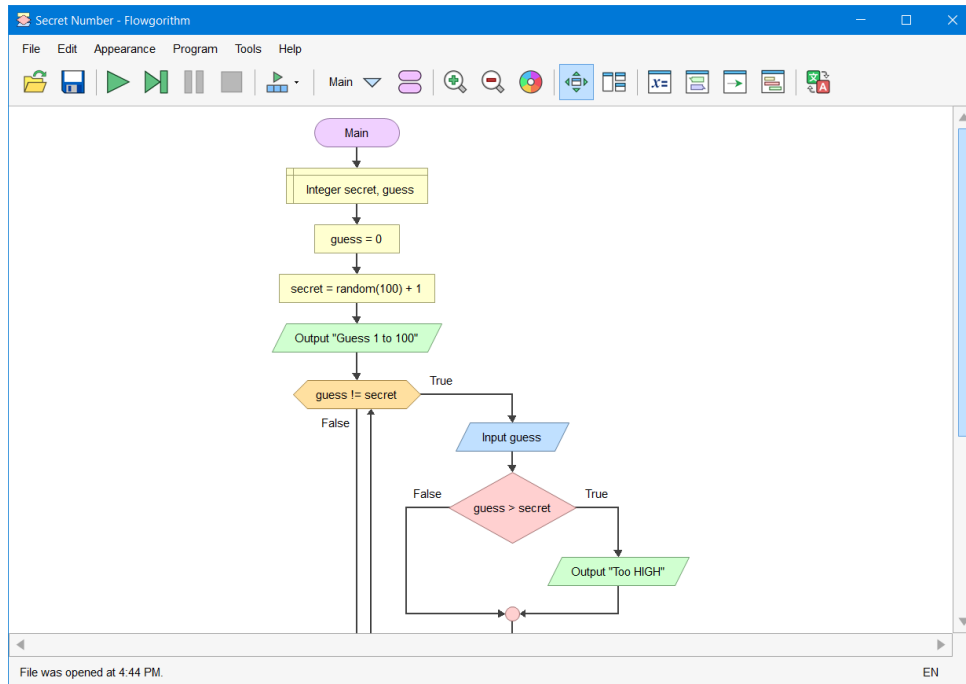 Secret Number - Flowgorithm
File Edit Appearance Program Tools Help
Main x=
文 A
Main
Integer secret, guess
guess = 0
secret = random(100) + 1
Output "Guess 1 to 100"
guess != secret
True
False
Input guess
False
guess > secret
True
Output "Too HIGH"
File was opened at 4:44 PM.
EN